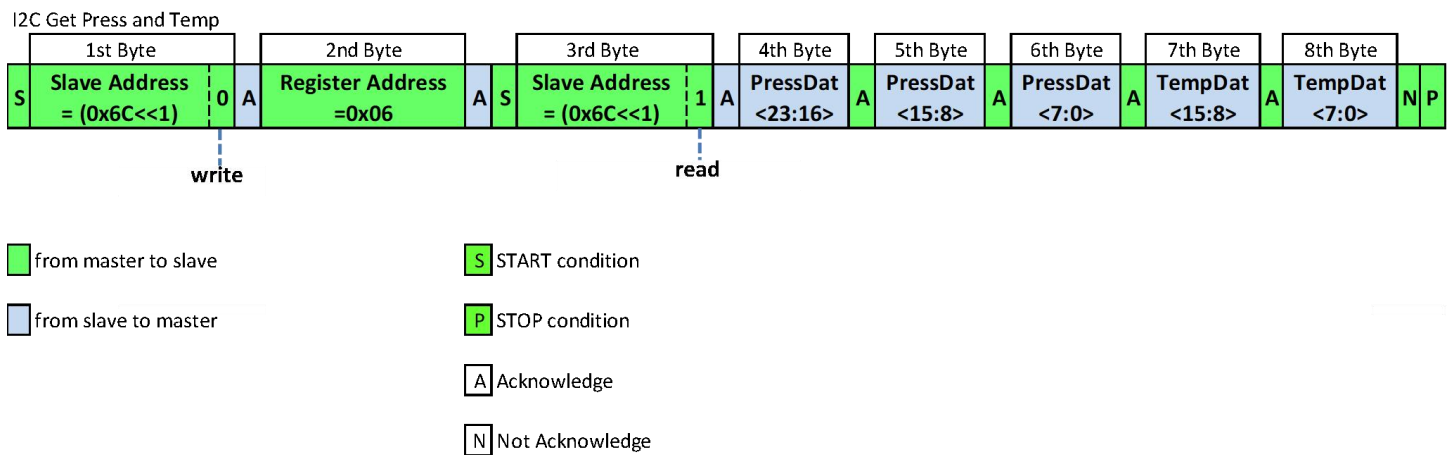 I2C Get Press and Temp
1st Byte 2nd Byte 3rd Byte 4th Byte 5th Byte 6th Byte 7th Byte 8th Byte
S Slave Address = (0x6C<<1) 0 A Register Address =0x06 A S Slave Address = (0x6C<<1) 1 A PressDat <23:16> A PressDat <15:8> A PressDat <7:0> A TempDat <15:8> A TempDat <7:0> N P
write read
from master to slave
S START condition
from slave to master
P STOP condition
A Acknowledge
N Not Acknowledge